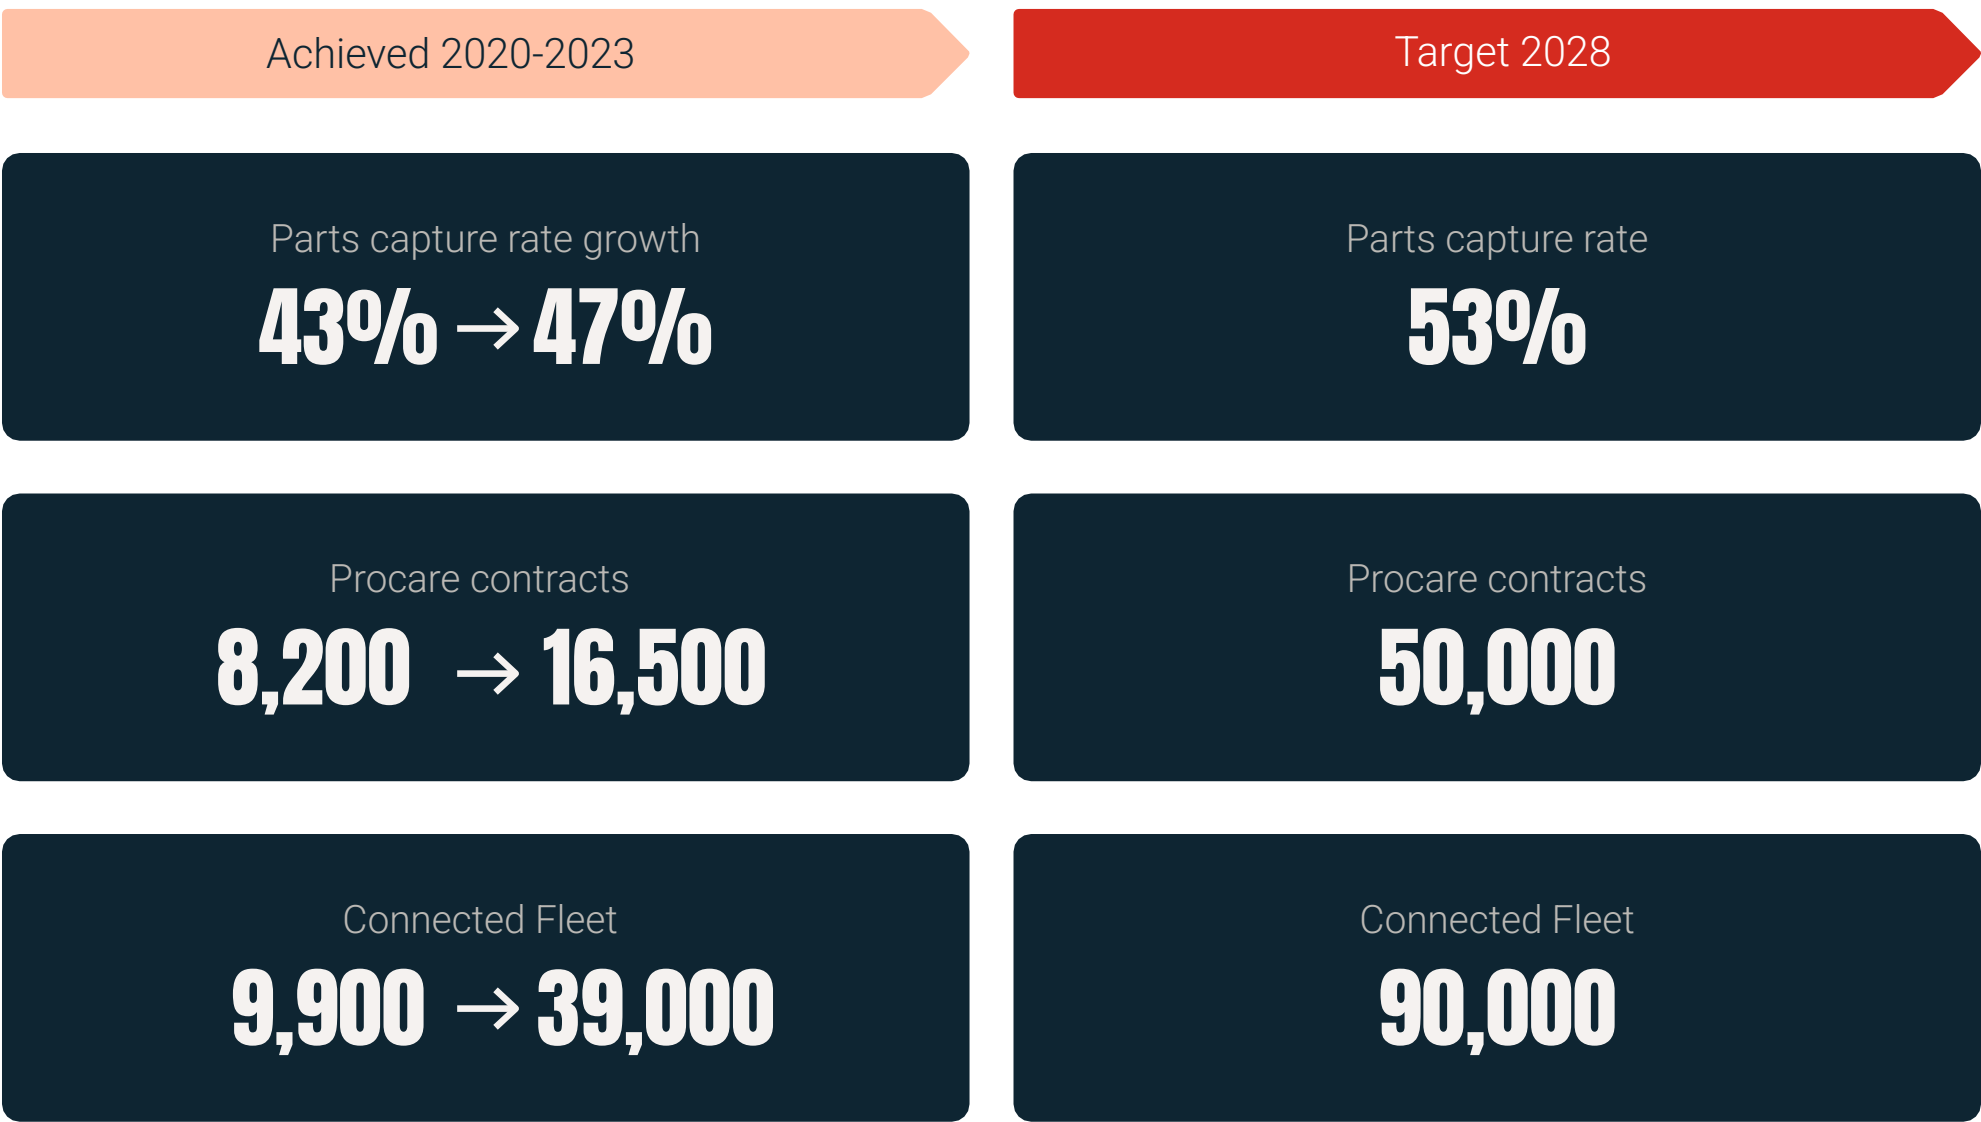 Achieved 2020-2023
Target 2028
Parts capture rate growth
43% → 47%
Parts capture rate
53%
Procare contracts
8,200 → 16,500
Procare contracts
50,000
Connected Fleet
9,900 → 39,000
Connected Fleet
90,000